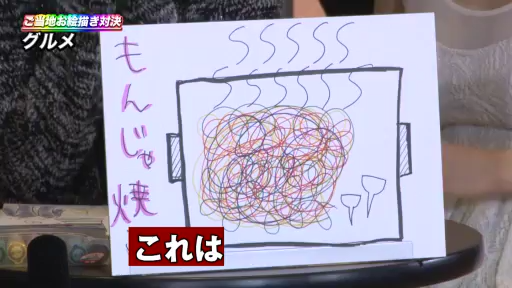 ご当地お絵描き対決
グルメ
もんじゃ焼
これは